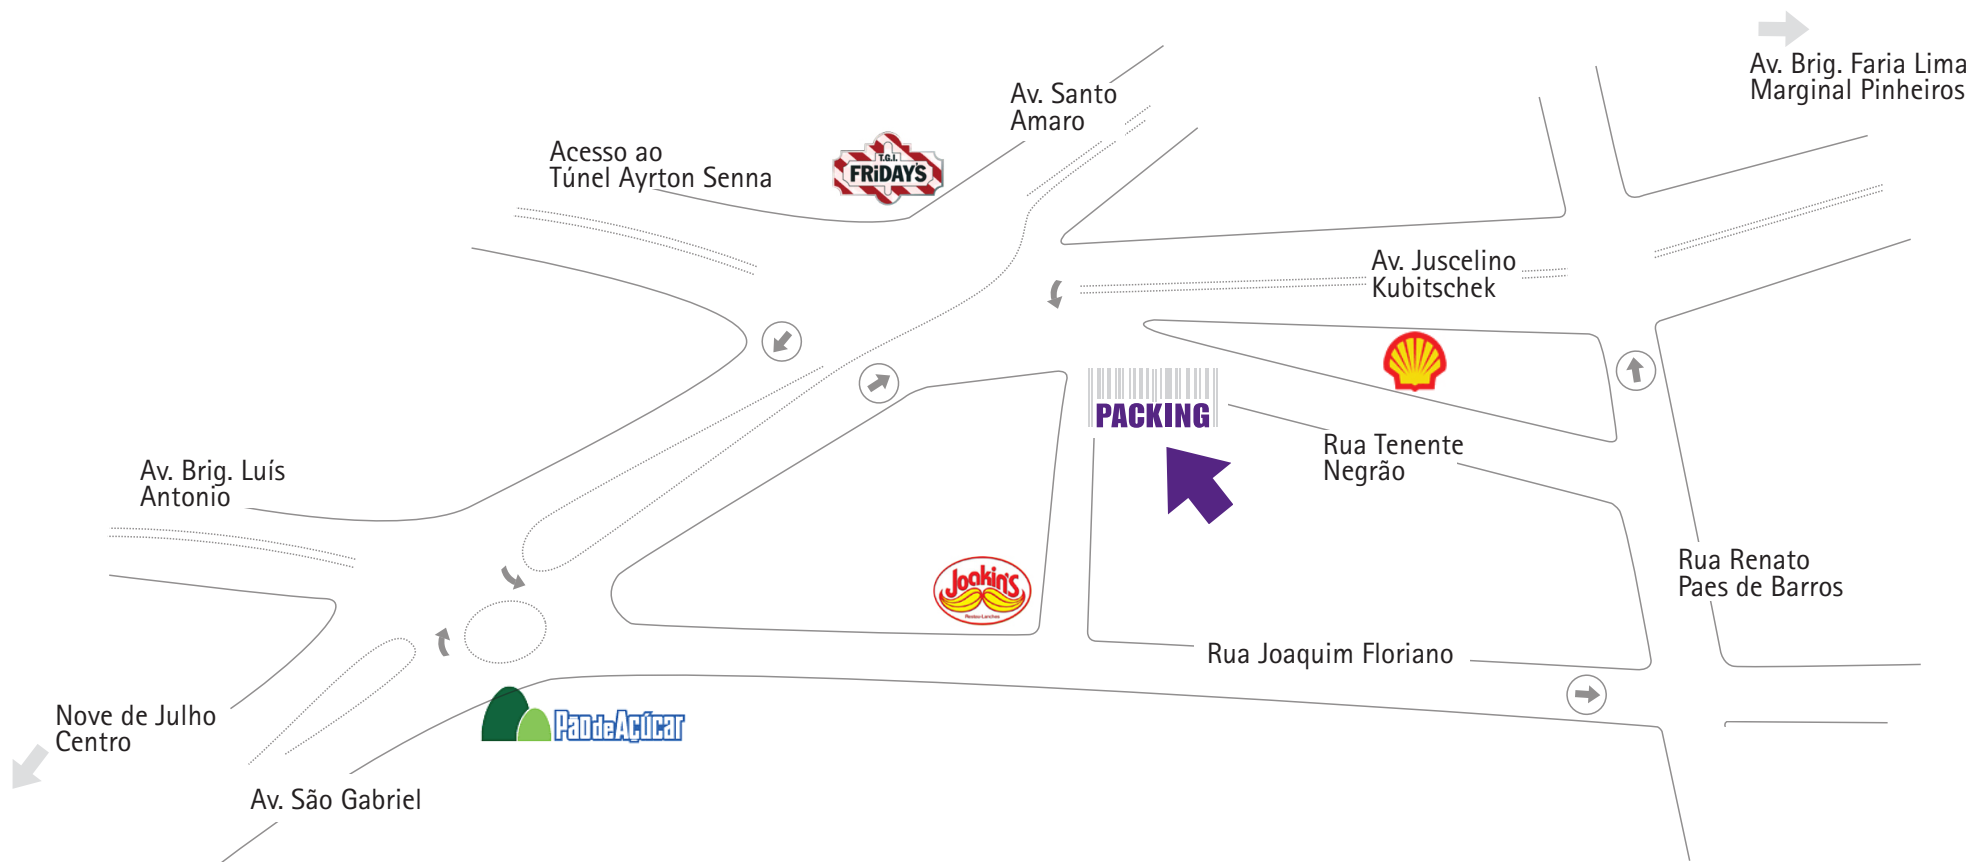 Av. Brig. Faria Lima
Marginal Pinheiros
Av. Santo
Amaro
Acesso ao
Túnel Ayrton Senna
T.G.I.
FRiDAY'S
Av. Juscelino
Kubitschek
PACKING
Rua Tenente
Negrão
Av. Brig. Luís
Antonio
Joakin's
Rua Renato
Paes de Barros
Rua Joaquim Floriano
Nove de Julho
Centro
PãodeAçúcar
Av. São Gabriel